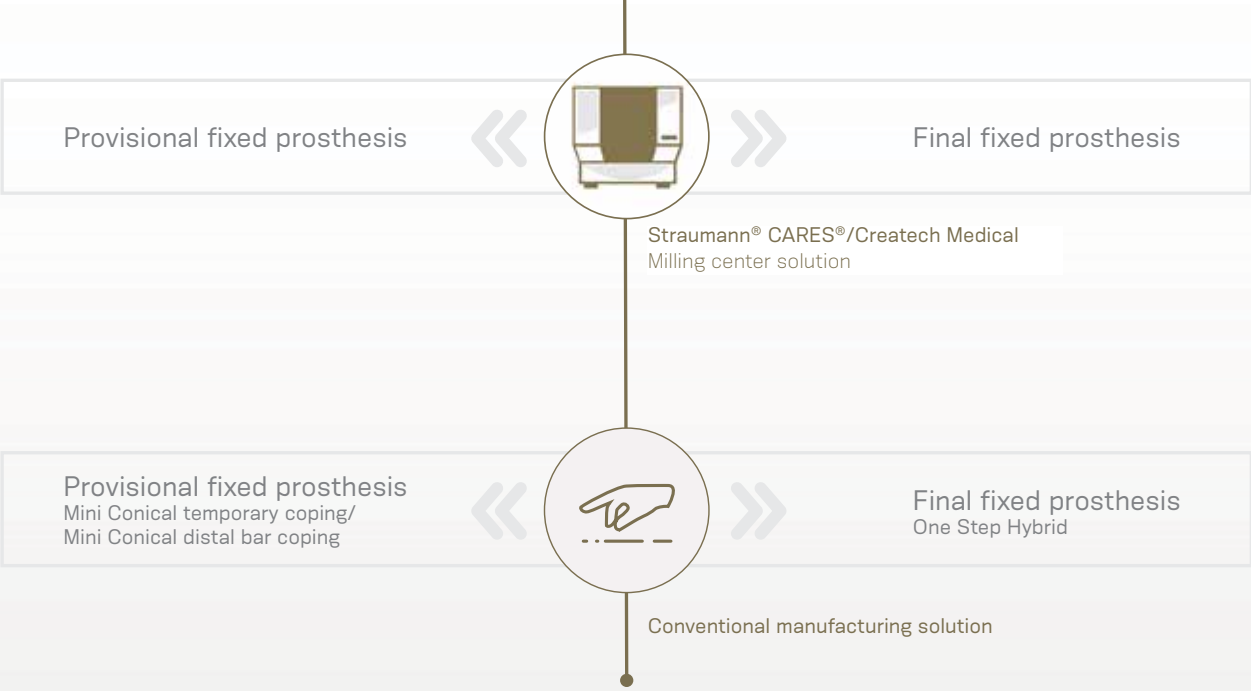 Provisional fixed prosthesis
Final fixed prosthesis
Straumann® CARES®/Createch Medical
Milling center solution
Provisional fixed prosthesis
Mini Conical temporary coping/
Mini Conical distal bar coping
Final fixed prosthesis
One Step Hybrid
Conventional manufacturing solution